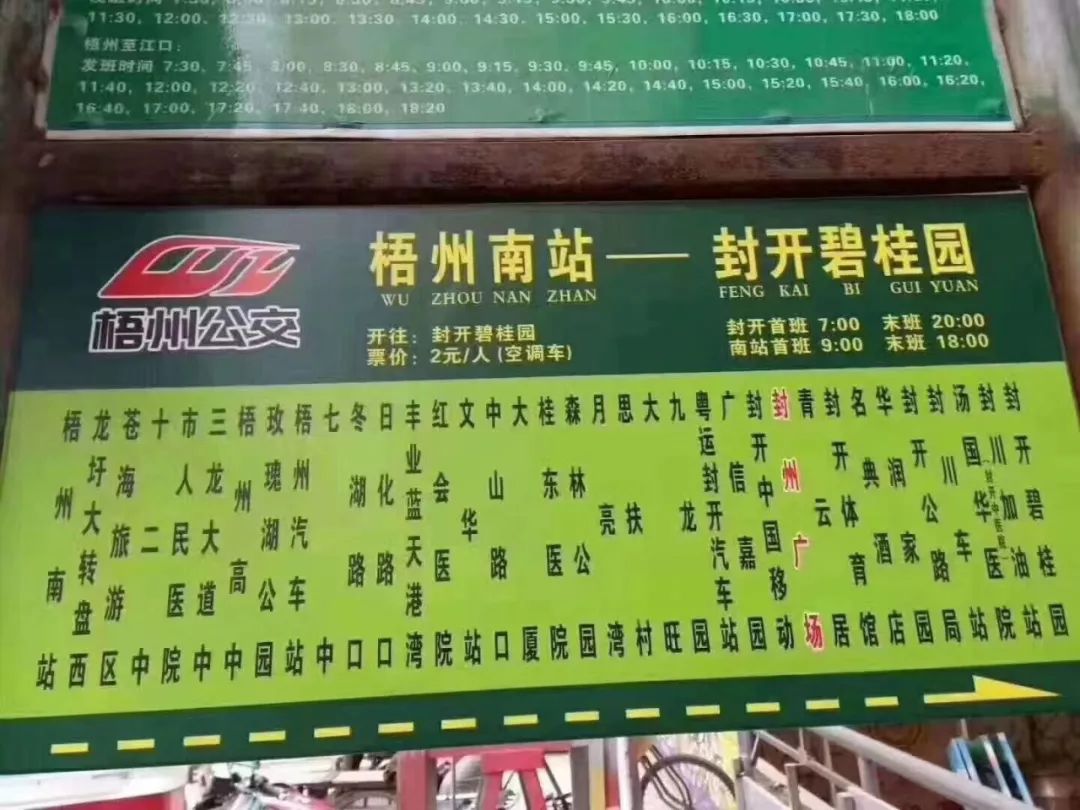 11:30、12:00、12:30、13:00、13:30、14:00、14:30、15:00、15:30、16:00、16:30、17:00、17:30、18:00
梧州至江口：
发班时间 7:30、7:45、8:00、8:30、8:45、9:00、9:15、9:30、9:45、10:00、10:15、10:30、10:45、11:00、11:20、
11:40、12:00、12:20、12:40、13:00、13:20、13:40、14:00、14:20、14:40、15:00、15:20、15:40、16:00、16:20、
16:40、17:00、17:20、17:40、18:00、18:20
梧州公交
梧州南站——封开碧桂园
WU ZHOU NAN ZHAN FENG KAI BI GUI YUAN
开往：封开碧桂园
票价：2元/人(空调车)
封开首班 7:00 末班 20:00
南站首班 9:00 末班 18:00
梧州南站
龙圩大转盘西
苍海旅游区
十二中
市人民医院
三龙大道中
梧州高中
玫瑰湖公园
梧州汽车站
七中
冬湖路口
日化路口
丰业蓝天港湾
红会医院
文华站
中山路口
大厦
桂东医院
森林公园
月亮湾
思扶村
大旺
九龙园
粤运封开汽车站
广信嘉园
封开中国移动
封州广场
青云居
封开体育馆
名典酒店
华润家园
封开公路局
封川车站
汤国华医院
(封开中医院)
封川加油站
封开碧桂园